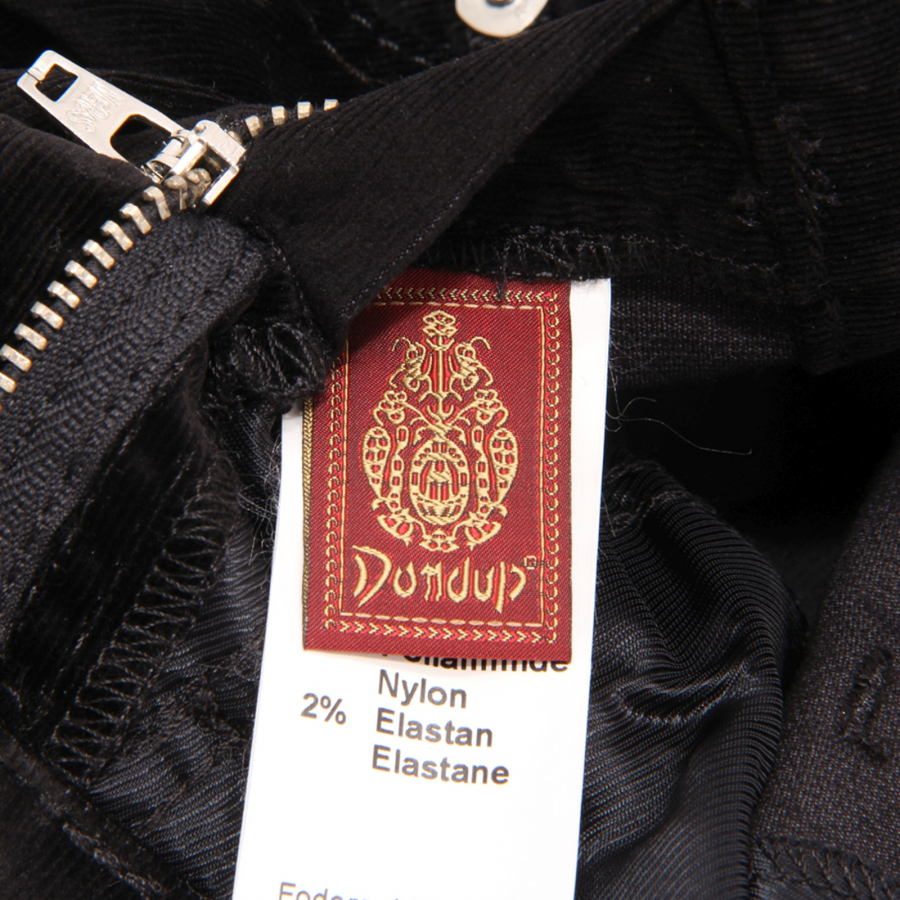 Dondup
Nylon
2% Elastan
Elastane